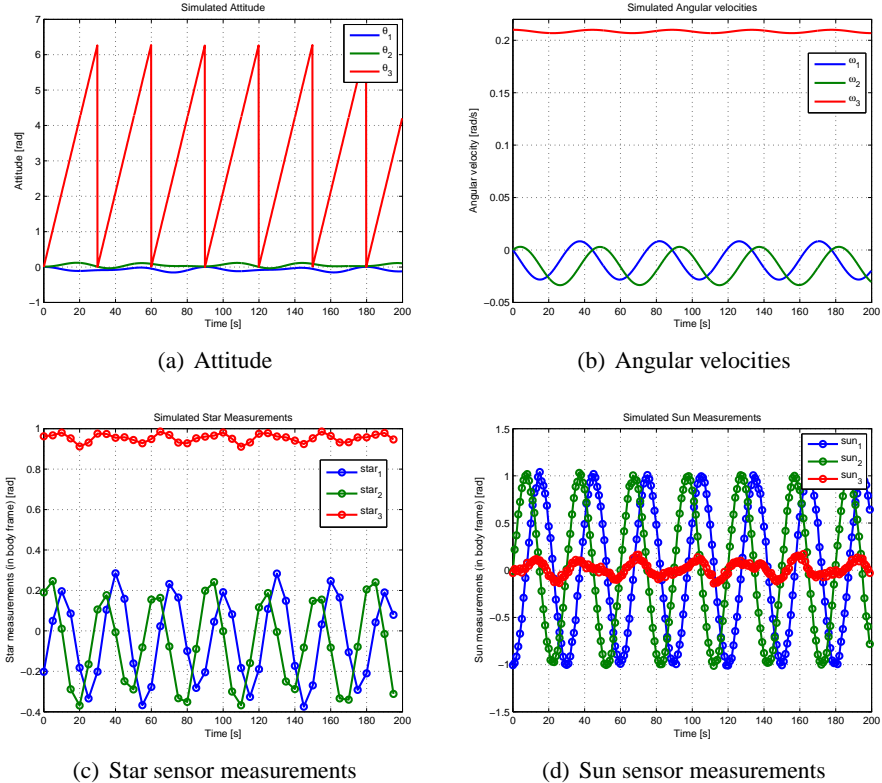 Simulated Attitude
θ1
θ2
θ3
Attitude [rad]
7
6
5
4
3
2
1
0
−1
0 20 40 60 80 100 120 140 160 180 200
Time [s]
(a) Attitude
Simulated Angular velocities
ω1
ω2
ω3
Angular velocity [rad/s]
0.2
0.15
0.1
0.05
0
−0.05
0 20 40 60 80 100 120 140 160 180 200
Time [s]
(b) Angular velocities
Simulated Star Measurements
star1
star2
star3
Star measurements (in body frame) [rad]
1
0.8
0.6
0.4
0.2
0
−0.2
−0.4
0 20 40 60 80 100 120 140 160 180 200
Time [s]
(c) Star sensor measurements
Simulated Sun Measurements
sun1
sun2
sun3
Sun measurements (in body frame) [rad]
1.5
1
0.5
0
−0.5
−1
−1.5
0 20 40 60 80 100 120 140 160 180 200
Time [s]
(d) Sun sensor measurements